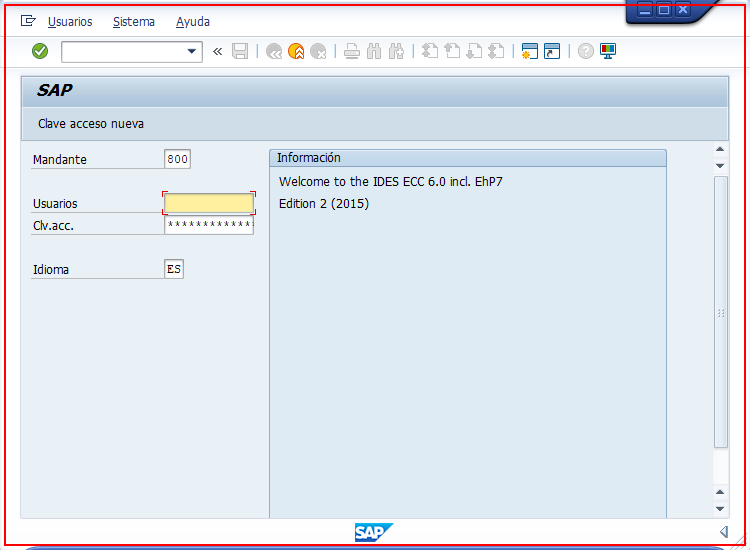 Usuarios Sistema Ayuda
SAP
Clave acceso nueva
Mandante 800
Información
Welcome to the IDES ECC 6.0 incl. EhP7
Usuarios
Edition 2 (2015)
Clv.acc. ************
Idioma ES
SAP